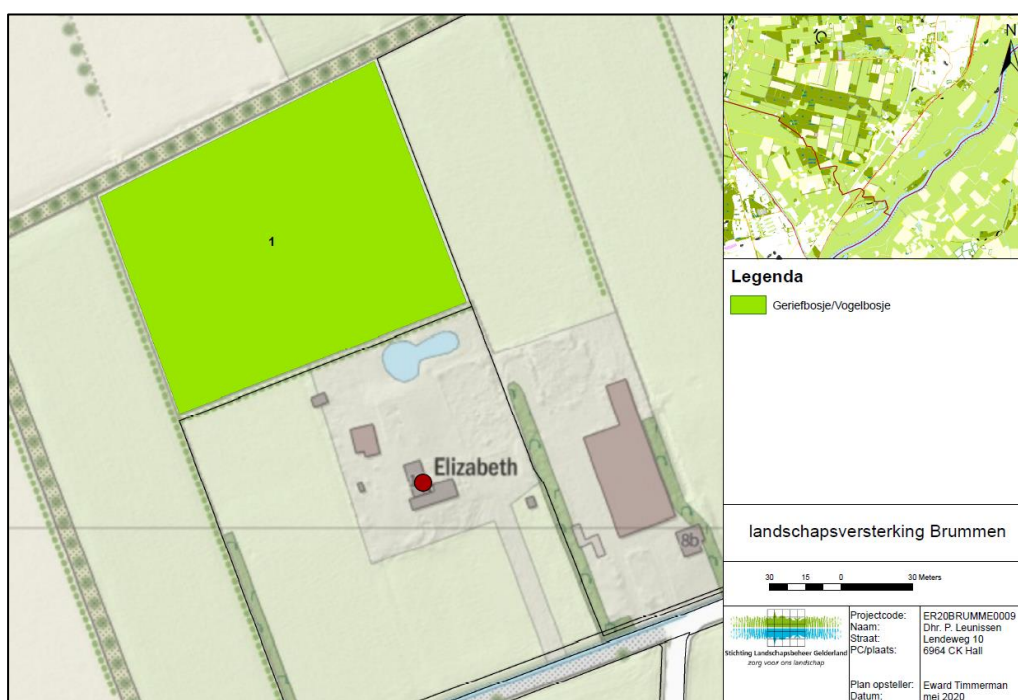 1
Elizabeth
8b
N
Legenda
Geriefbosje/Vogelbosje
landschapsversterking Brummen
30 15 0 30 Meters
Stichting Landschapsbeheer Gelderland
zorg voor ons landschap
Projectcode: ER20BRUMME0009
Naam: Dhr. P. Leunissen
Straat: Lendeweg 10
PC/plaats: 6964 CK Hall
Plan opsteller: Eward Timmerman
Datum: mei 2020